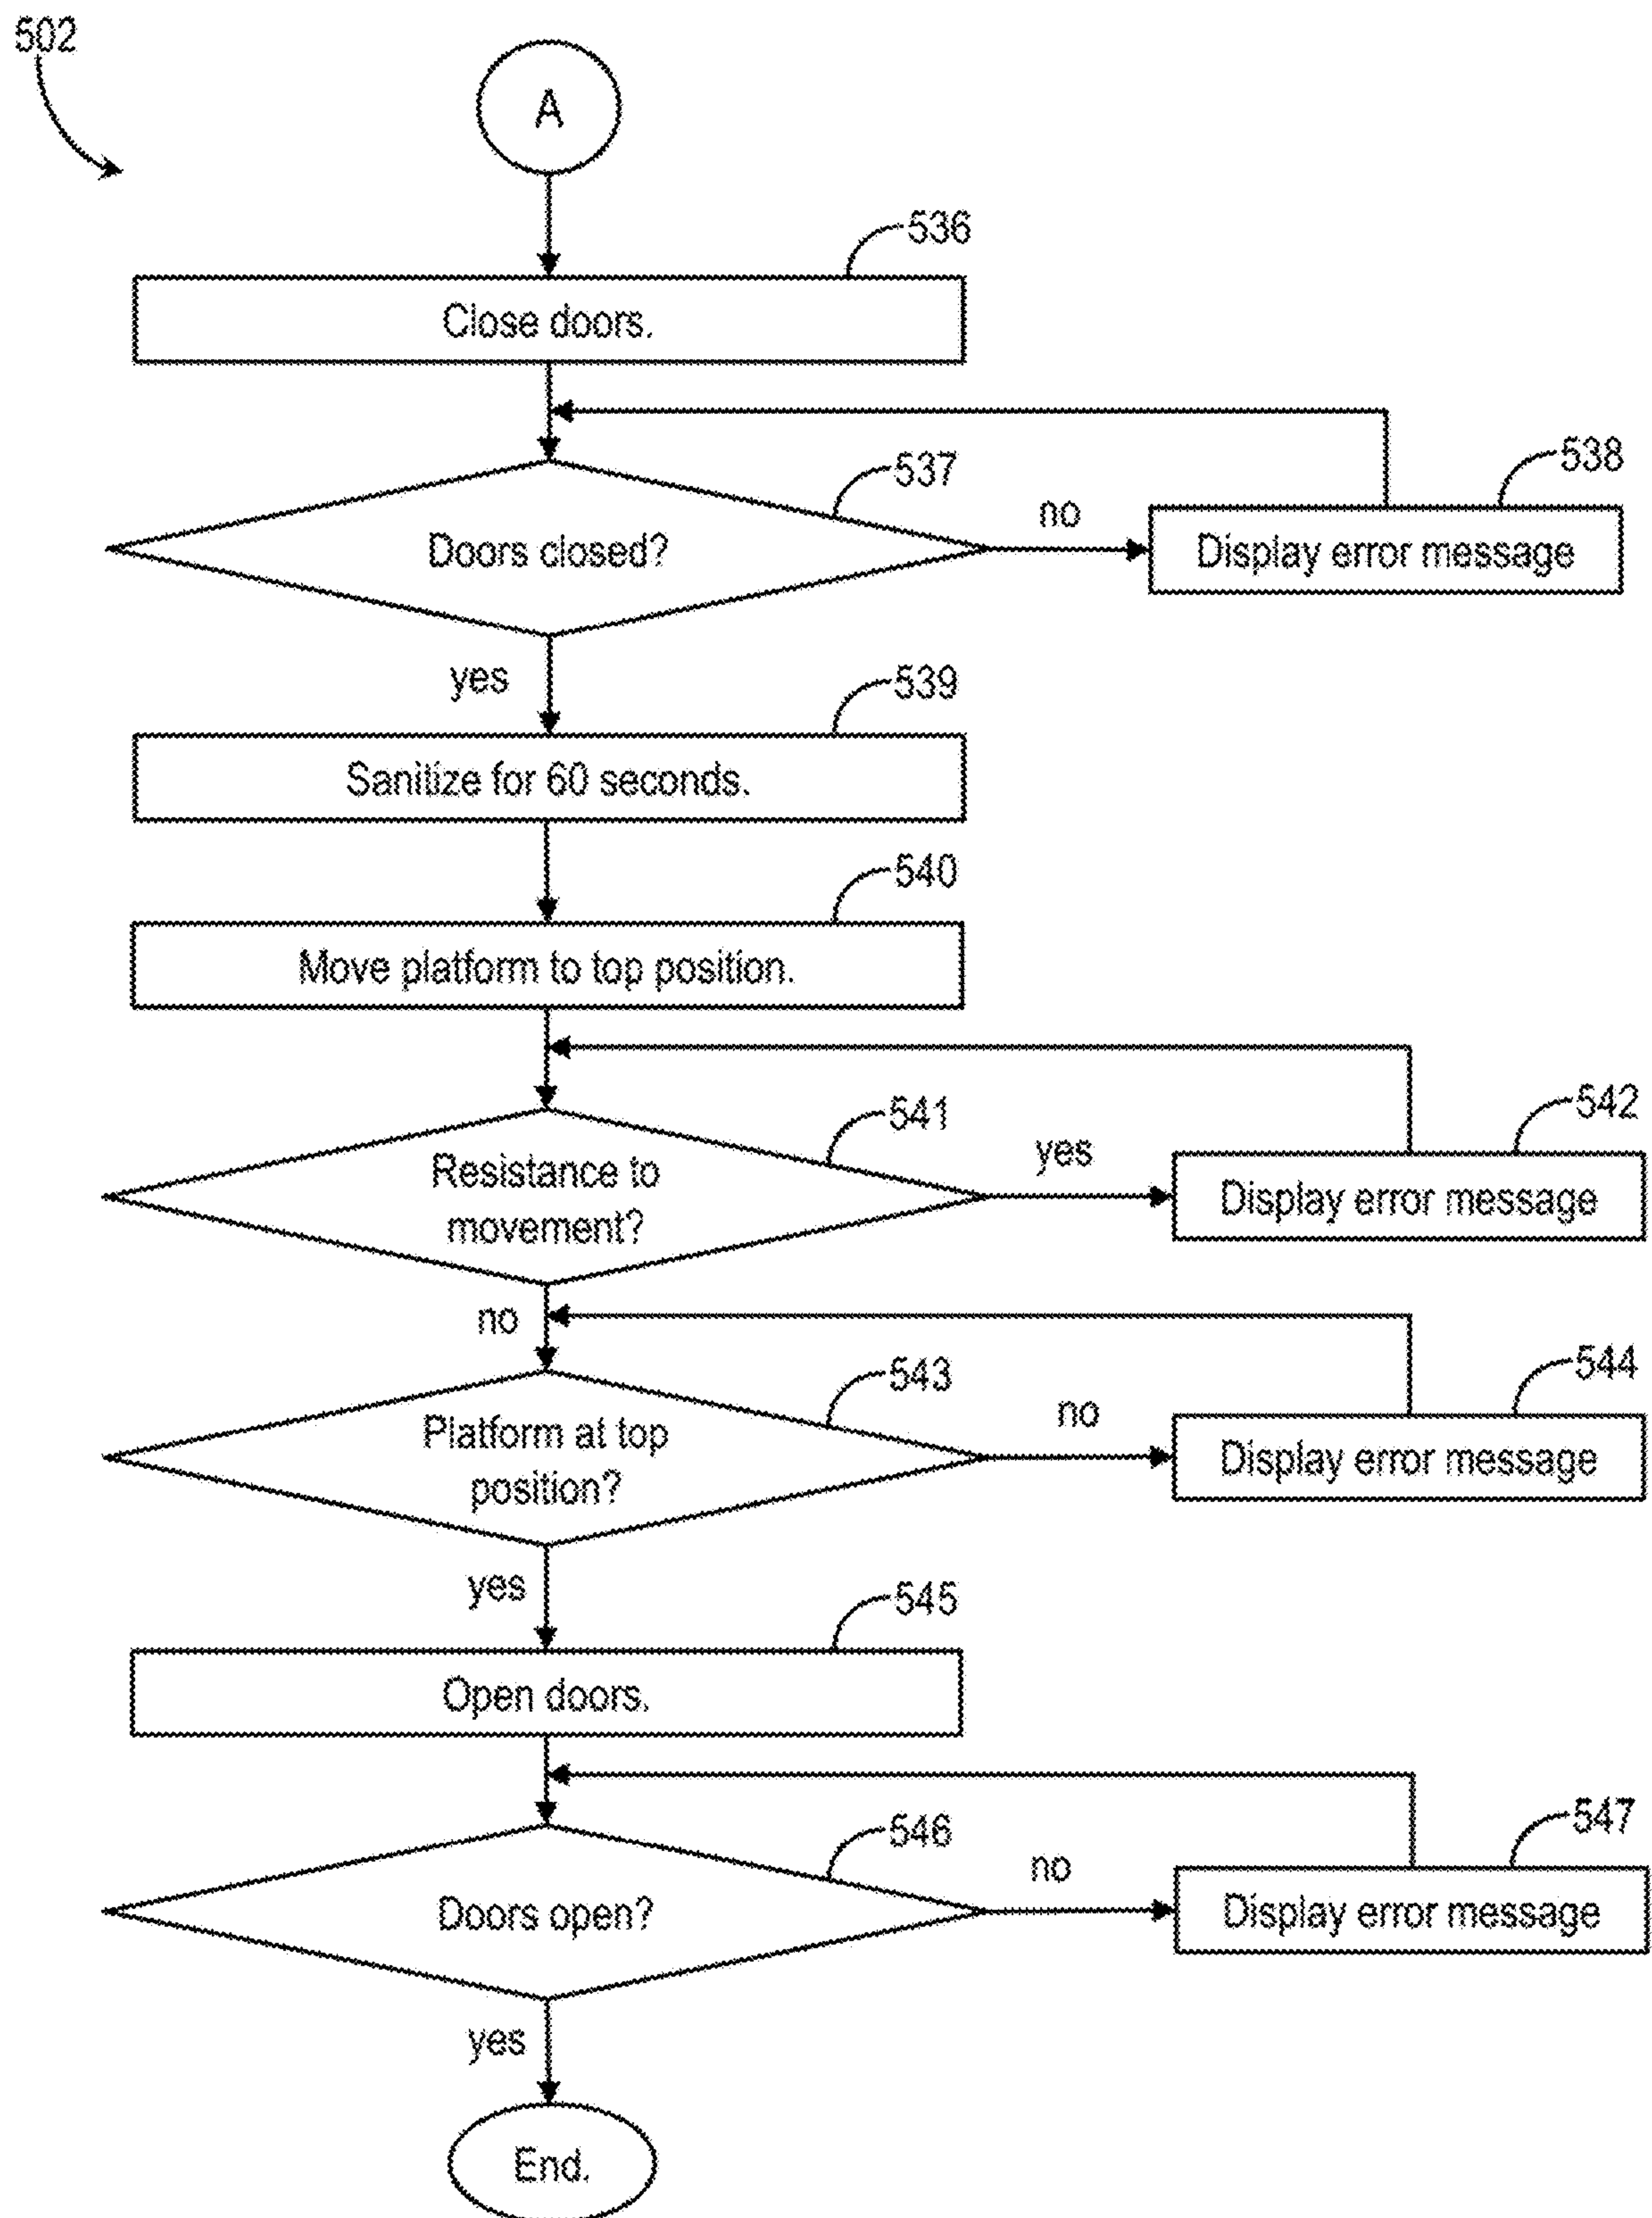 502
A
536
Close doors.
537
538
Doors closed?
no
Display error message
yes
539
Sanitize for 60 seconds.
540
Move platform to top position.
541
542
Resistance to
movement?
yes
Display error message
no
543
544
Platform at top
position?
no
Display error message
yes
545
Open doors.
546
547
Doors open?
no
Display error message
yes
End.